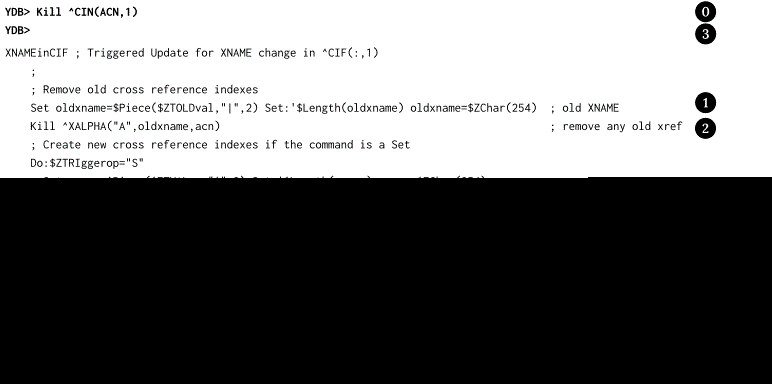 YDB> Kill ^CIN(ACN,1) 0
YDB> 3
XNAMEinCIF ; Triggered Update for XNAME change in ^CIF(:,1)
;
; Remove old cross reference indexes
Set oldxname=$Piece($ZTOLDval,"|",2) Set:'$Length(oldxname) oldxname=$ZChar(254) ; old XNAME 1
Kill ^XALPHA("A",oldxname,acn) ; remove any old xref 2
; Create new cross reference indexes if the command is a Set
Do:$ZTRIggerop="S"